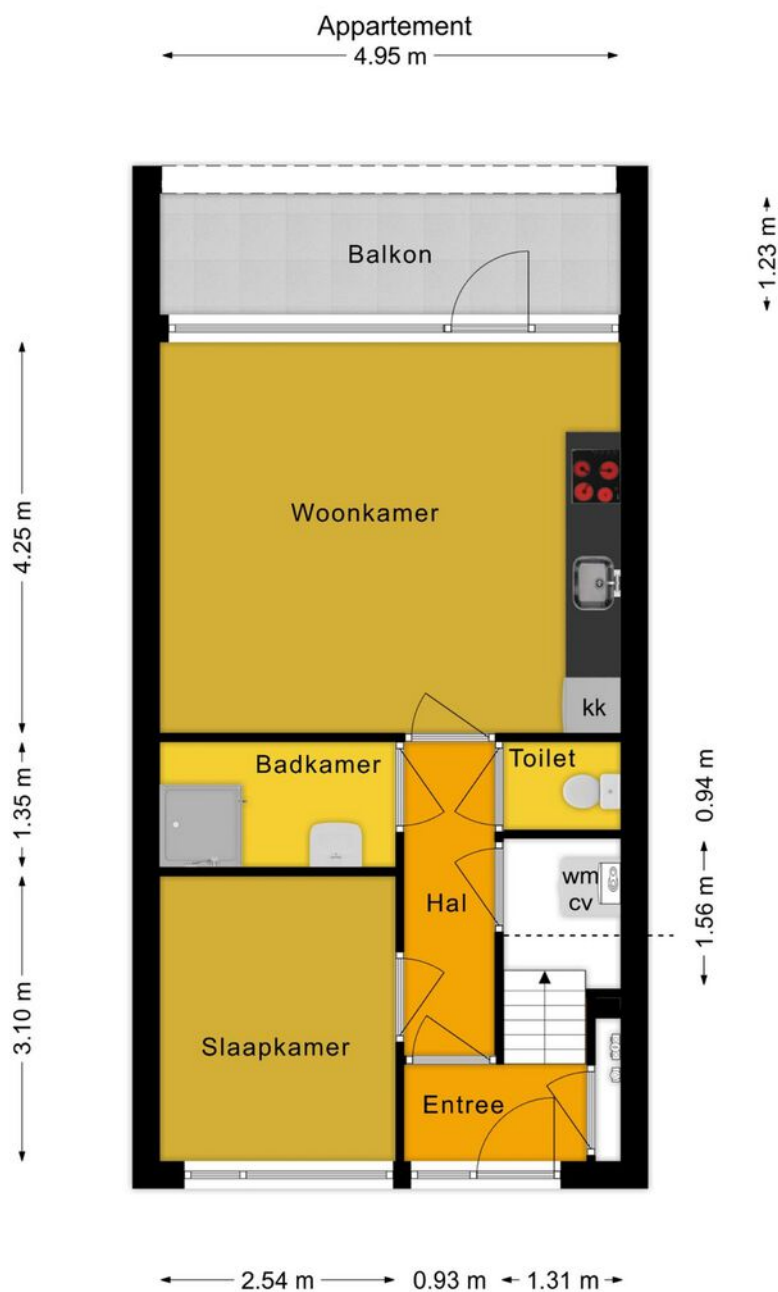 Appartement
4.95 m
Balkon
1.23 m
4.25 m
Woonkamer
kk
Badkamer
Toilet
1.35 m
0.94 m
wm
cv
Hal
1.56 m
3.10 m
Slaapkamer
Entree
2.54 m
0.93 m
1.31 m